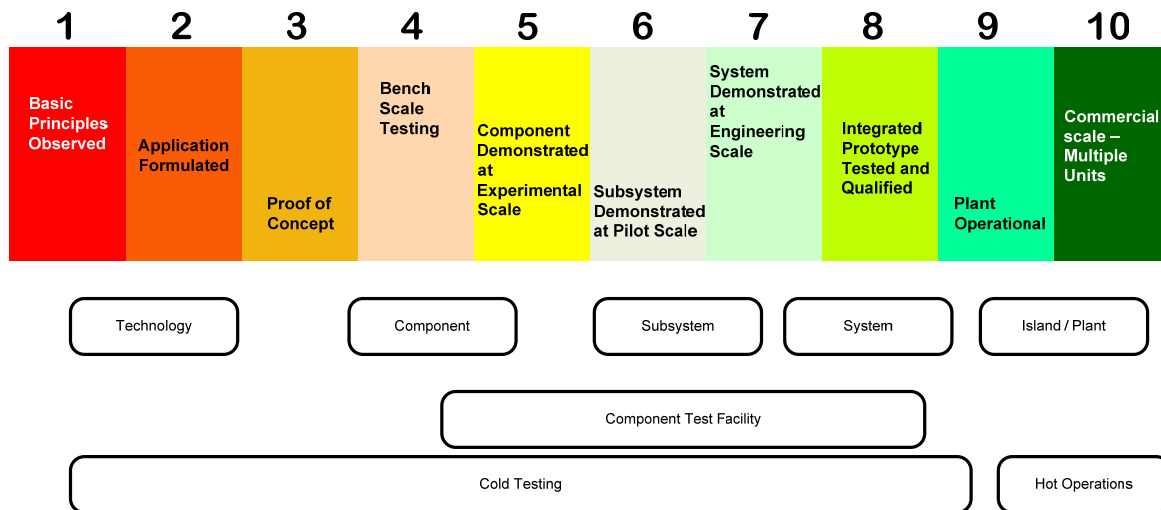 1 2 3 4 5 6 7 8 9 10
Basic
Principles
Observed
Application
Formulated
Proof of
Concept
Bench
Scale
Testing
Component
Demonstrated
at
Experimental
Scale
Subsystem
Demonstrated
at Pilot Scale
System
Demonstrated
at
Engineering
Scale
Integrated
Prototype
Tested and
Qualified
Plant
Operational
Commercial
scale –
Multiple
Units
Technology
Component
Subsystem
System
Island / Plant
Component Test Facility
Cold Testing
Hot Operations